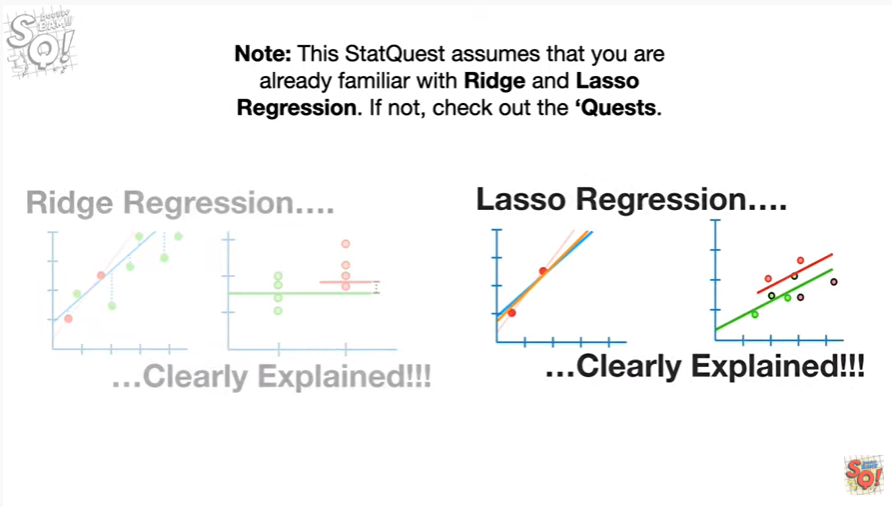 Note: This StatQuest assumes that you are
already familiar with Ridge and Lasso
Regression. If not, check out the ‘Quests.
Ridge Regression....
...Clearly Explained!!!
Lasso Regression....
...Clearly Explained!!!
SQ!